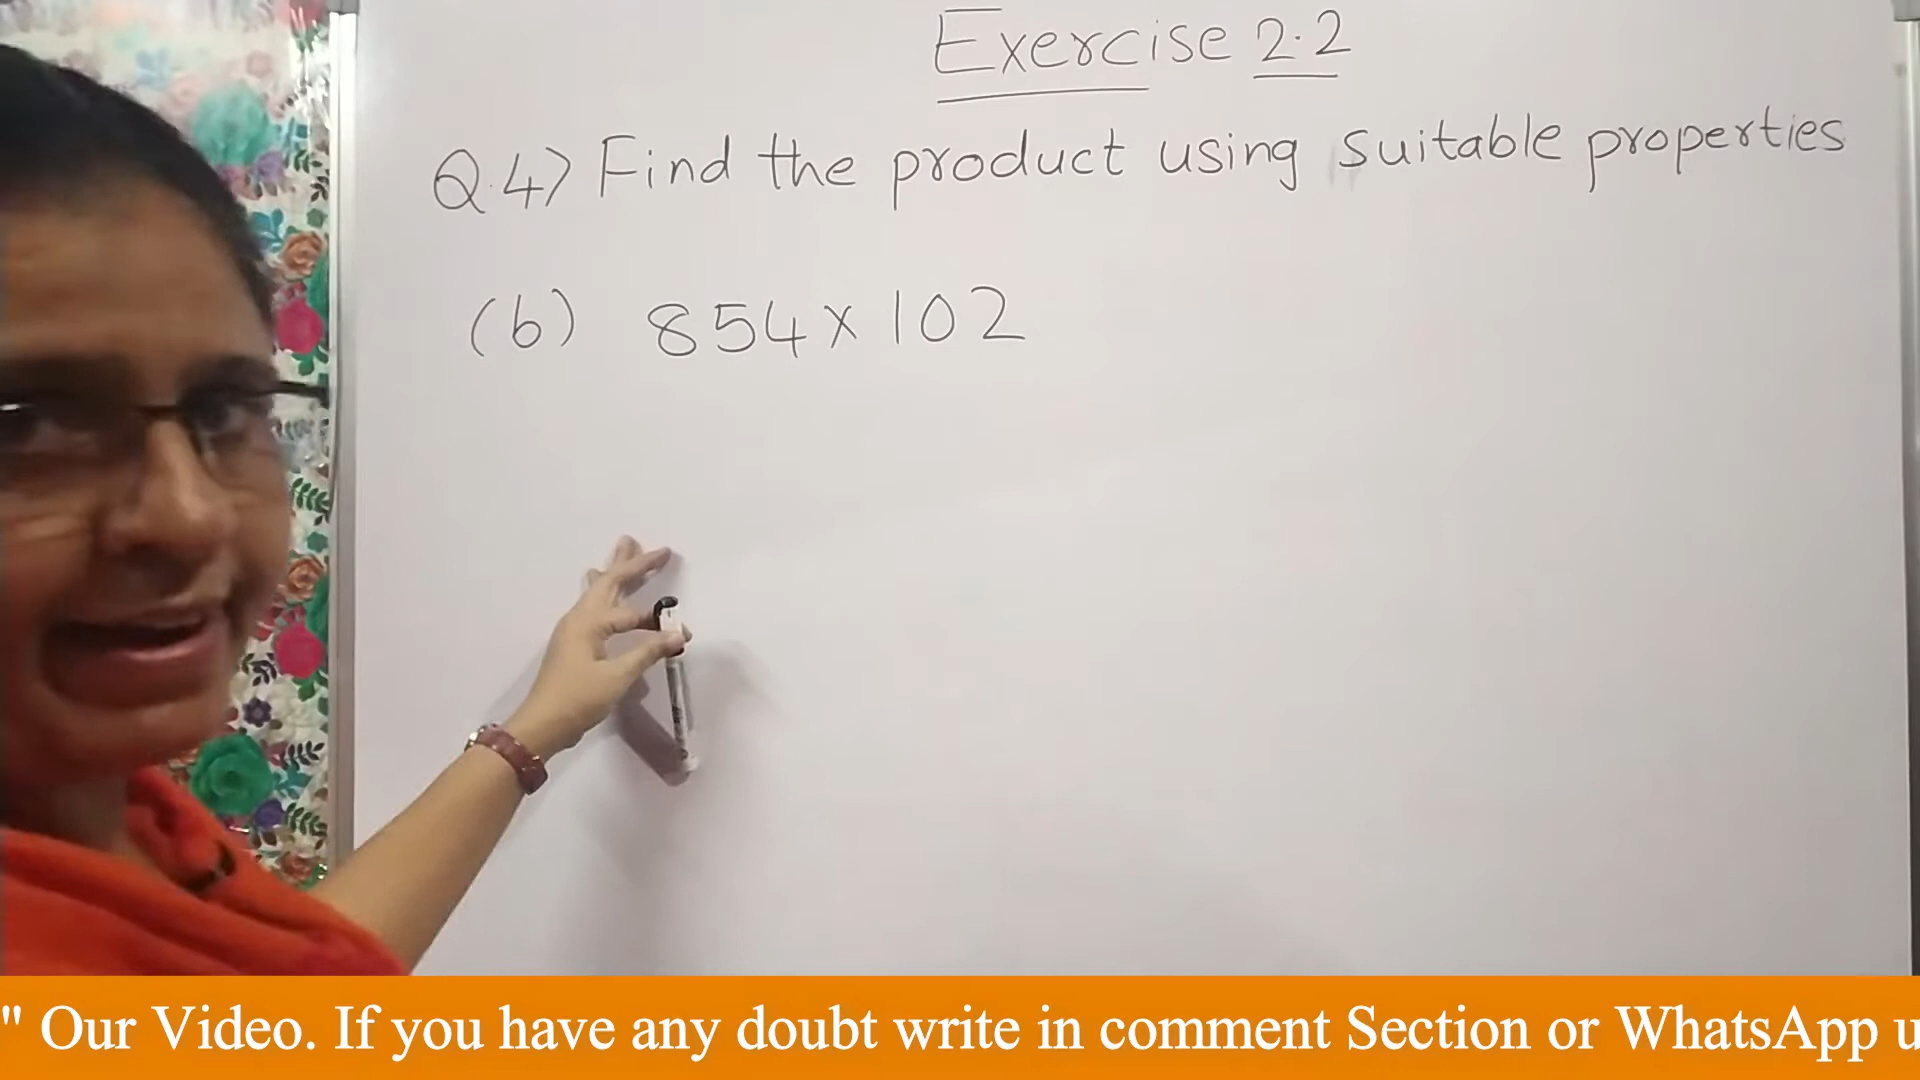 Exercise 2.2
Q.4) Find the product using suitable properties
(b) 854 x 102
" Our Video. If you have any doubt write in comment Section or WhatsApp u